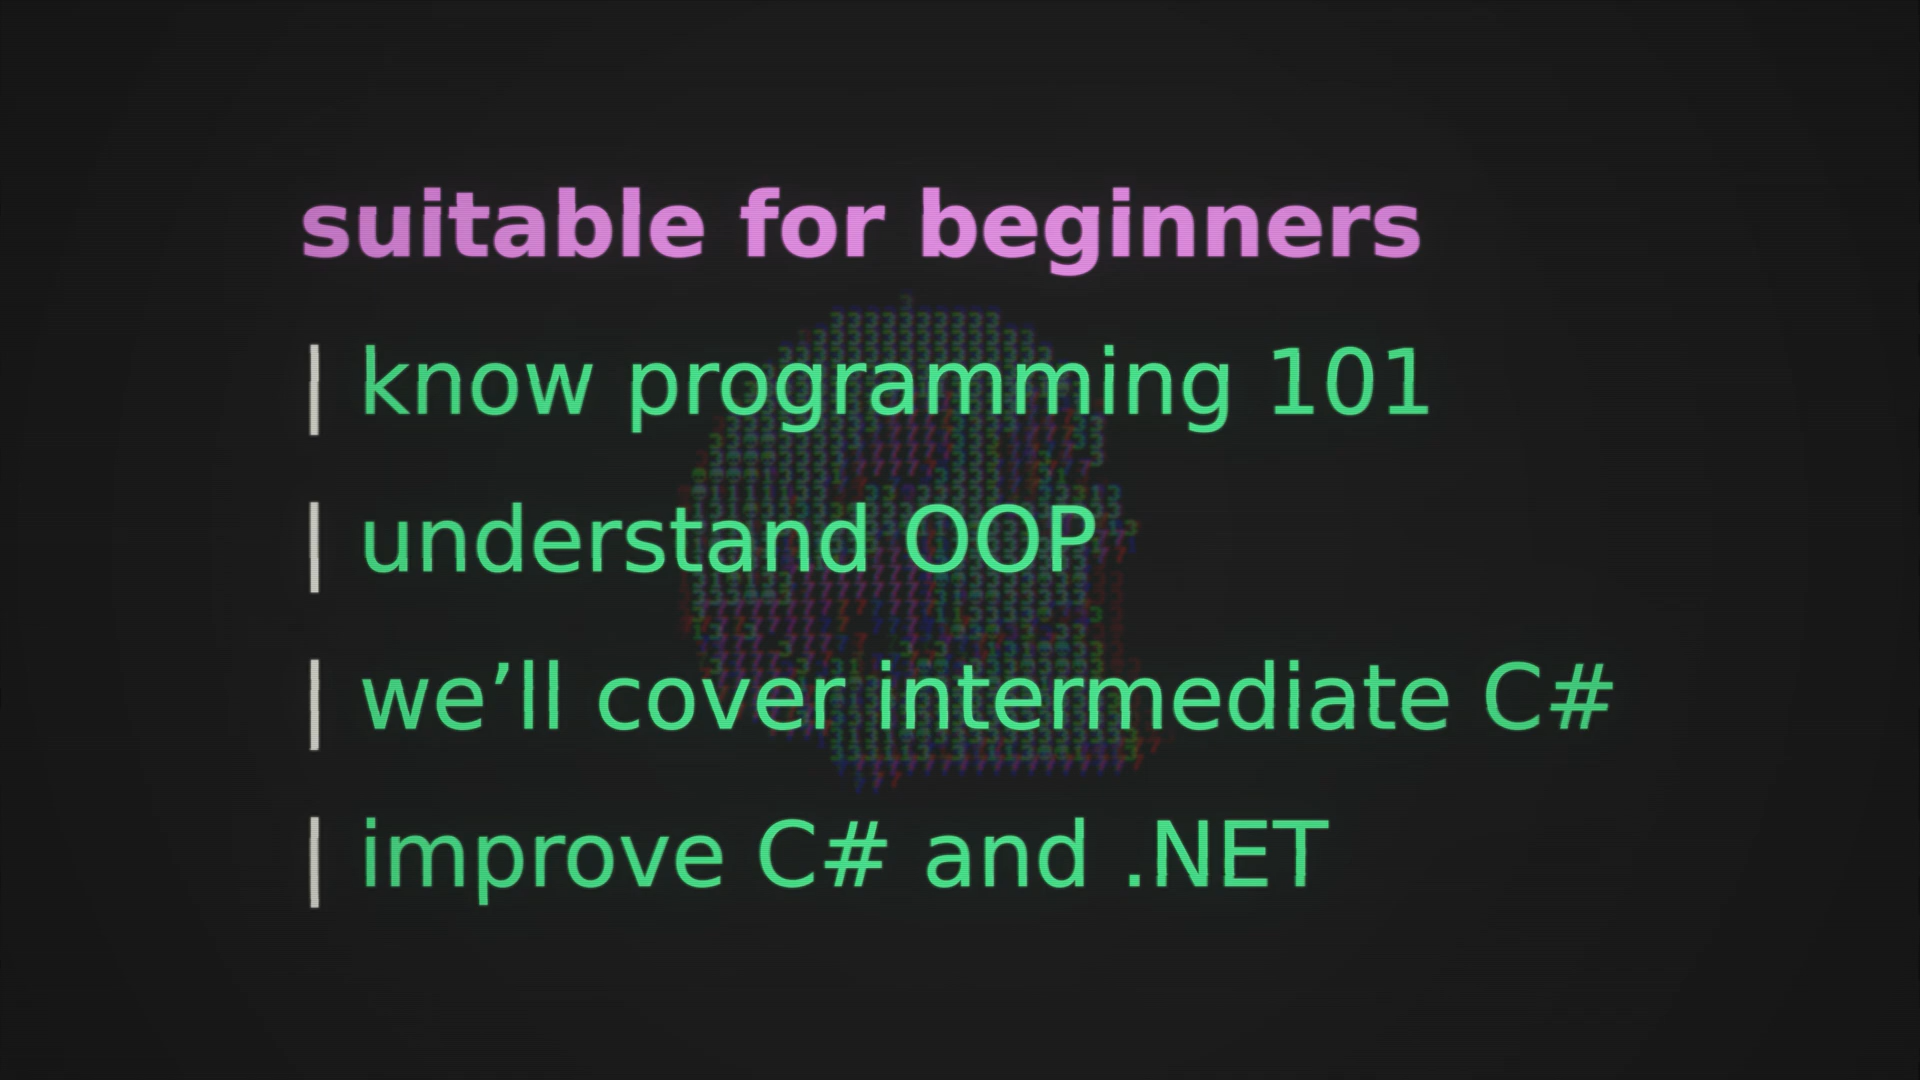 suitable for beginners
| know programming 101
| understand OOP
| we’ll cover intermediate C#
| improve C# and .NET